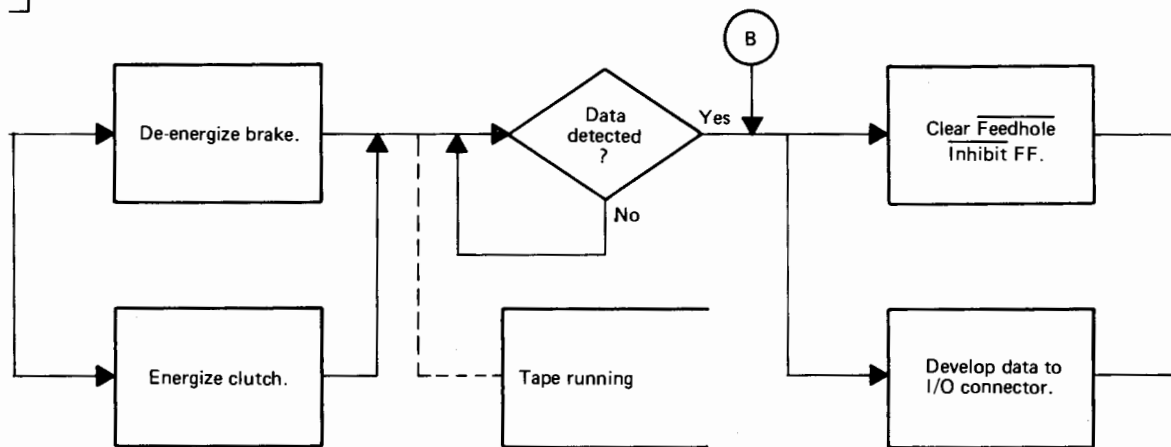 B
De-energize brake.
Data
detected
?
Yes
No
Clear Feedhole
Inhibit FF.
Energize clutch.
Tape running
Develop data to
I/O connector.